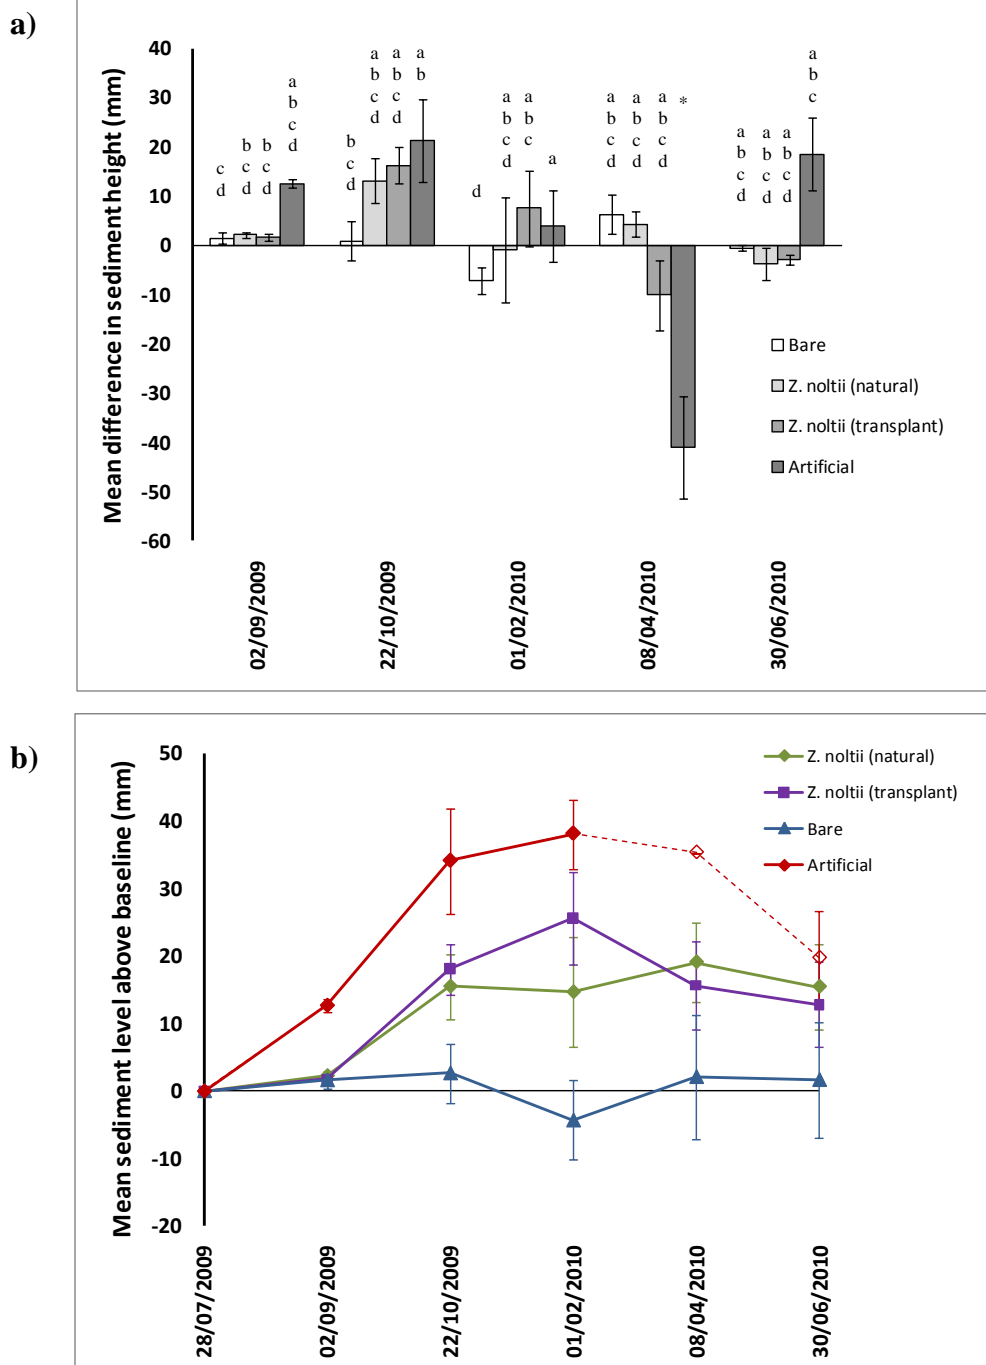 a)
Mean difference in sediment height (mm)
40
30
20
10
0
-10
-20
-30
-40
-50
-60
c
d
b
c
d
b
c
d
a
b
c
d
b
c
d
a
b
c
d
a
b
c
d
a
b
d
a
b
c
d
a
b
c
a
a
b
c
d
a
b
c
d
a
b
c
d
*
a
b
c
d
a
b
c
d
a
b
c
d
a
b
c
Bare
Z. noltii (natural)
Z. noltii (transplant)
Artificial
02/09/2009
22/10/2009
01/02/2010
08/04/2010
30/06/2010
b)
Mean sediment level above baseline (mm)
50
40
30
20
10
0
-10
-20
Z. noltii (natural)
Z. noltii (transplant)
Bare
Artificial
28/07/2009
02/09/2009
22/10/2009
01/02/2010
08/04/2010
30/06/2010